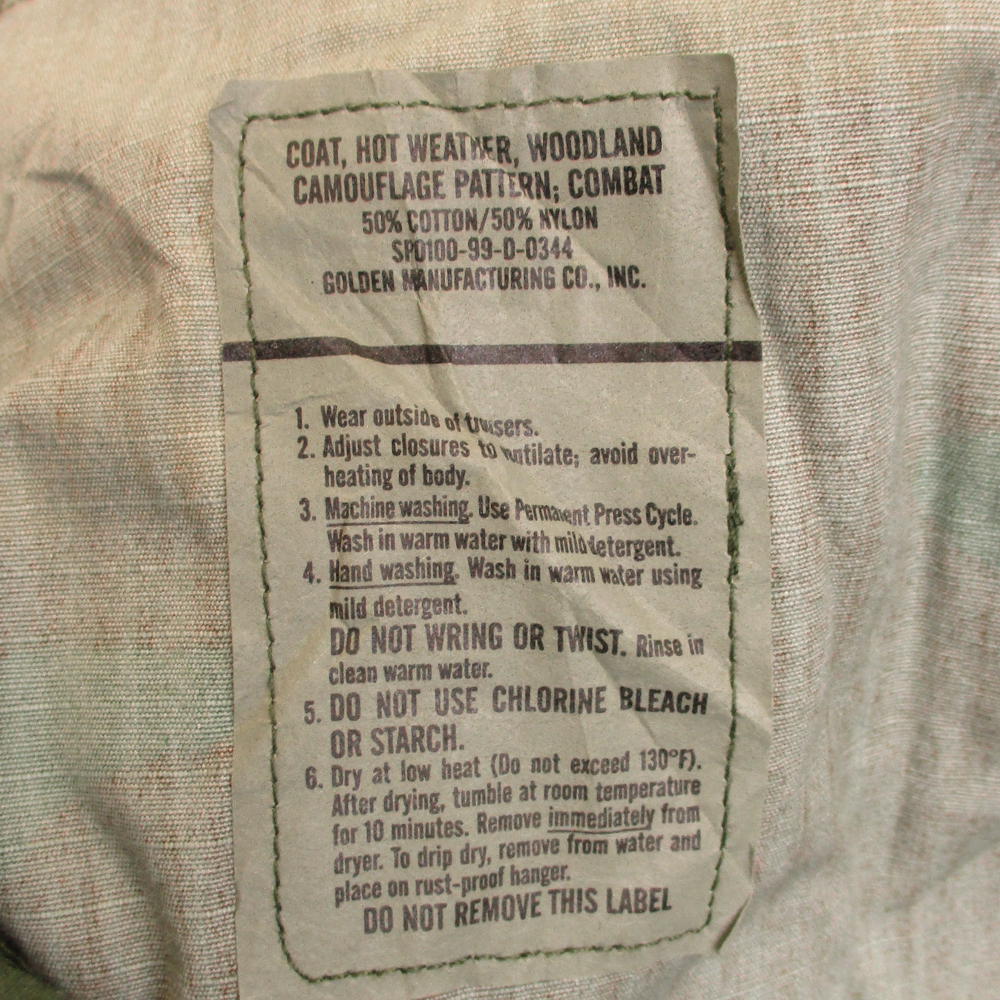 COAT, HOT WEATHER, WOODLAND
CAMOUFLAGE PATTERN; COMBAT
50% COTTON/50% NYLON
SPO100-99-D-0344
GOLDEN MANUFACTURING CO., INC.
1. Wear outside of trousers.
2. Adjust closures to ventilate; avoid over-
heating of body.
3. Machine washing. Use Permanent Press Cycle.
Wash in warm water with mild detergent.
4. Hand washing. Wash in warm water using
mild detergent.
DO NOT WRING OR TWIST. Rinse in
clean warm water.
5. DO NOT USE CHLORINE BLEACH
OR STARCH.
6. Dry at low heat (Do not exceed 130°F).
After drying, tumble at room temperature
for 10 minutes. Remove immediately from
dryer. To drip dry, remove from water and
place on rust-proof hanger.
DO NOT REMOVE THIS LABEL